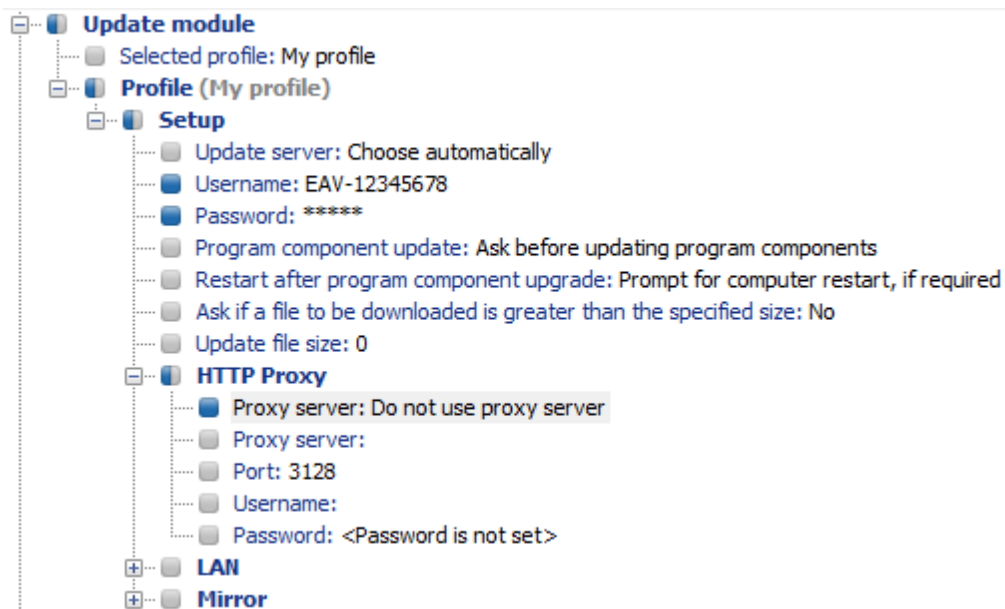 Update module
Selected profile: My profile
Profile (My profile)
Setup
Update server: Choose automatically
Username: EAV-12345678
Password: *****
Program component update: Ask before updating program components
Restart after program component upgrade: Prompt for computer restart, if required
Ask if a file to be downloaded is greater than the specified size: No
Update file size: 0
HTTP Proxy
Proxy server: Do not use proxy server
Proxy server:
Port: 3128
Username:
Password: <Password is not set>
LAN
Mirror